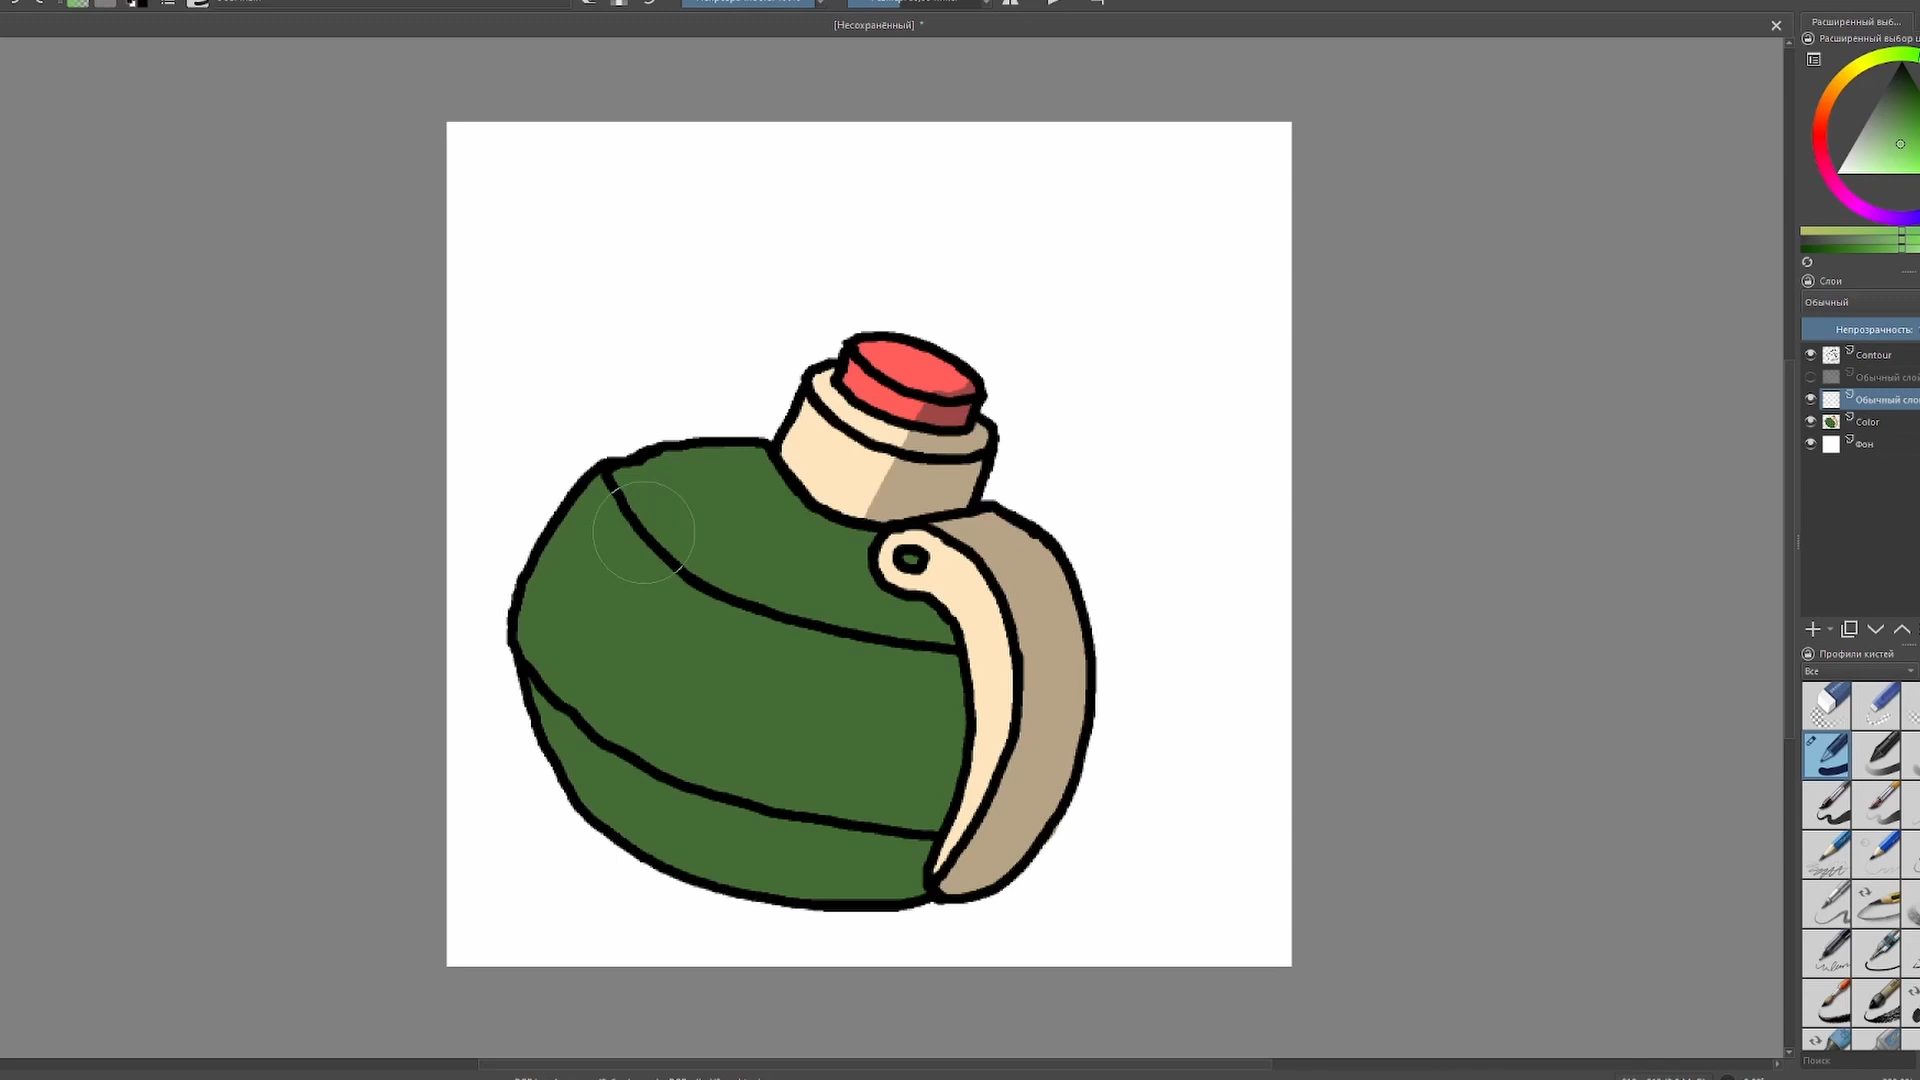 [Несохранённый] *
Расширенный выб...
Расширенный выбор ц
Слои
Обычный
Непрозрачность:
Contour
Обычный слой
Обычный сло
Color
Фон
Профили кистей
Все
Поиск